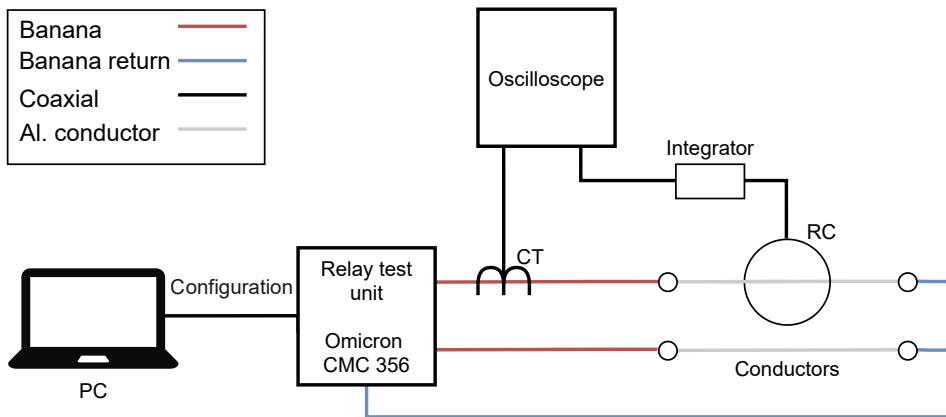 Banana
Banana return
Coaxial
Al. conductor
Oscilloscope
Integrator
RC
CT
Configuration
Relay test
unit
Omicron
CMC 356
Conductors
PC